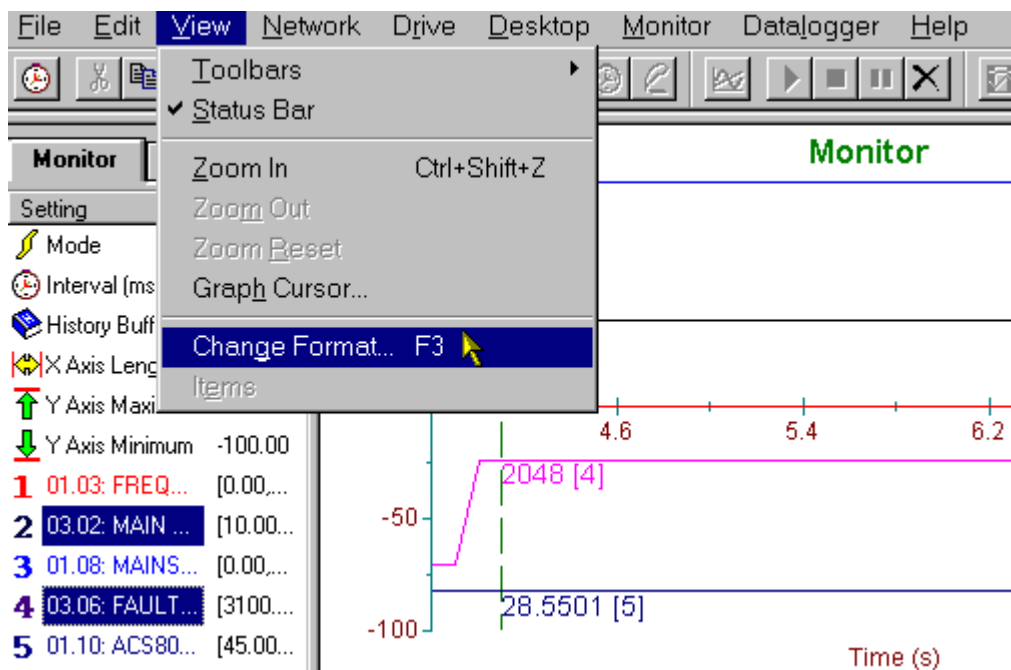 File Edit View Network Drive Desktop Monitor Datalogger Help
Toolbars
Status Bar
Zoom In Ctrl+Shift+Z
Zoom Out
Zoom Reset
Graph Cursor...
Change Format... F3
Items
Monitor
Setting
Mode
Interval (ms
History Buff
X Axis Leng
Y Axis Maxi
Y Axis Minimum -100.00
1 01.03: FREQ... [0.00,...
2 03.02: MAIN ... [10.00...
3 01.08: MAINS... [0.00,...
4 03.06: FAULT... [3100....
5 01.10: ACS80... [45.00...
Monitor
4.6 5.4 6.2
2048 [4]
-50
28.5501 [5]
-100
Time (s)